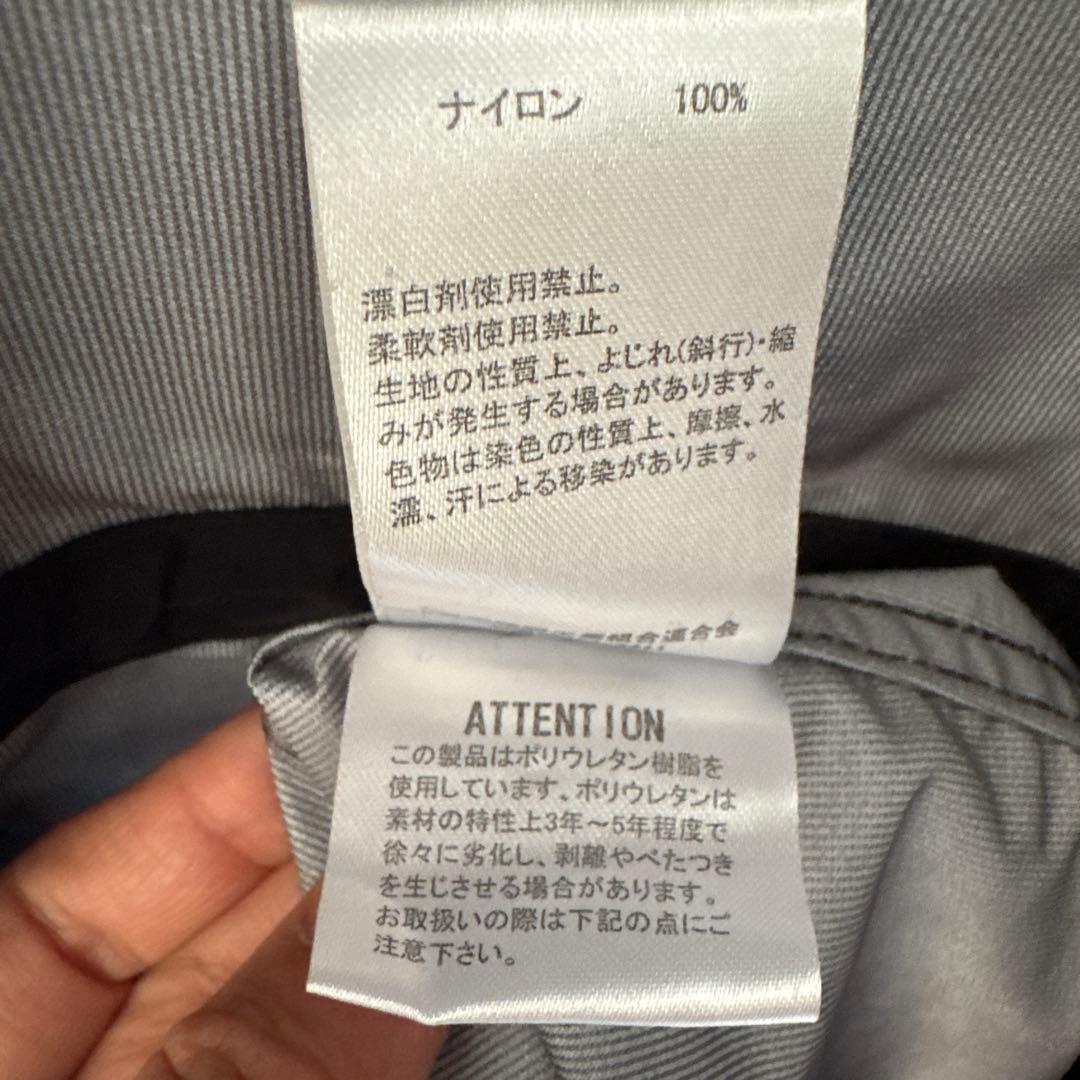 ナイロン 100%
漂白剤使用禁止。
柔軟剤使用禁止。
生地の性質上、よじれ(斜行)・縮
みが発生する場合があります。
色物は染色の性質上、摩擦、水
濡、汗による移染があります。
組合連合会
ATTENTION
この製品はポリウレタン樹脂を
使用しています、ポリウレタンは
素材の特性上3年～5年程度で
徐々に劣化し、剥離やべたつき
を生じさせる場合があります。
お取扱いの際は下記の点にご
注意下さい。